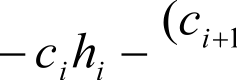 − c_i h_i − (c_{i+1